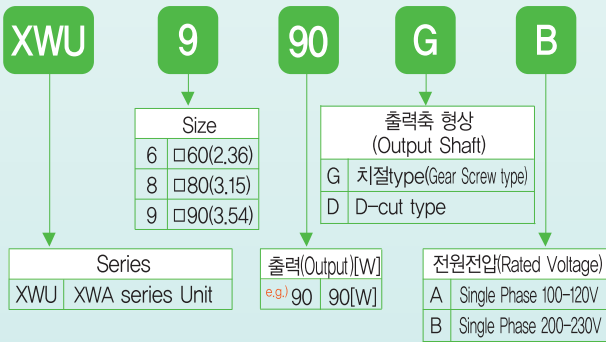 XWU 9 90 G B
Size
6 □60(2.36)
8 □80(3.15)
9 □90(3.54)
출력축 형상
(Output Shaft)
G 치절type(Gear Screw type)
D D-cut type
Series
XWU XWA series Unit
출력(Output)[W]
e.g.) 90 90[W]
전원전압(Rated Voltage)
A Single Phase 100-120V
B Single Phase 200-230V